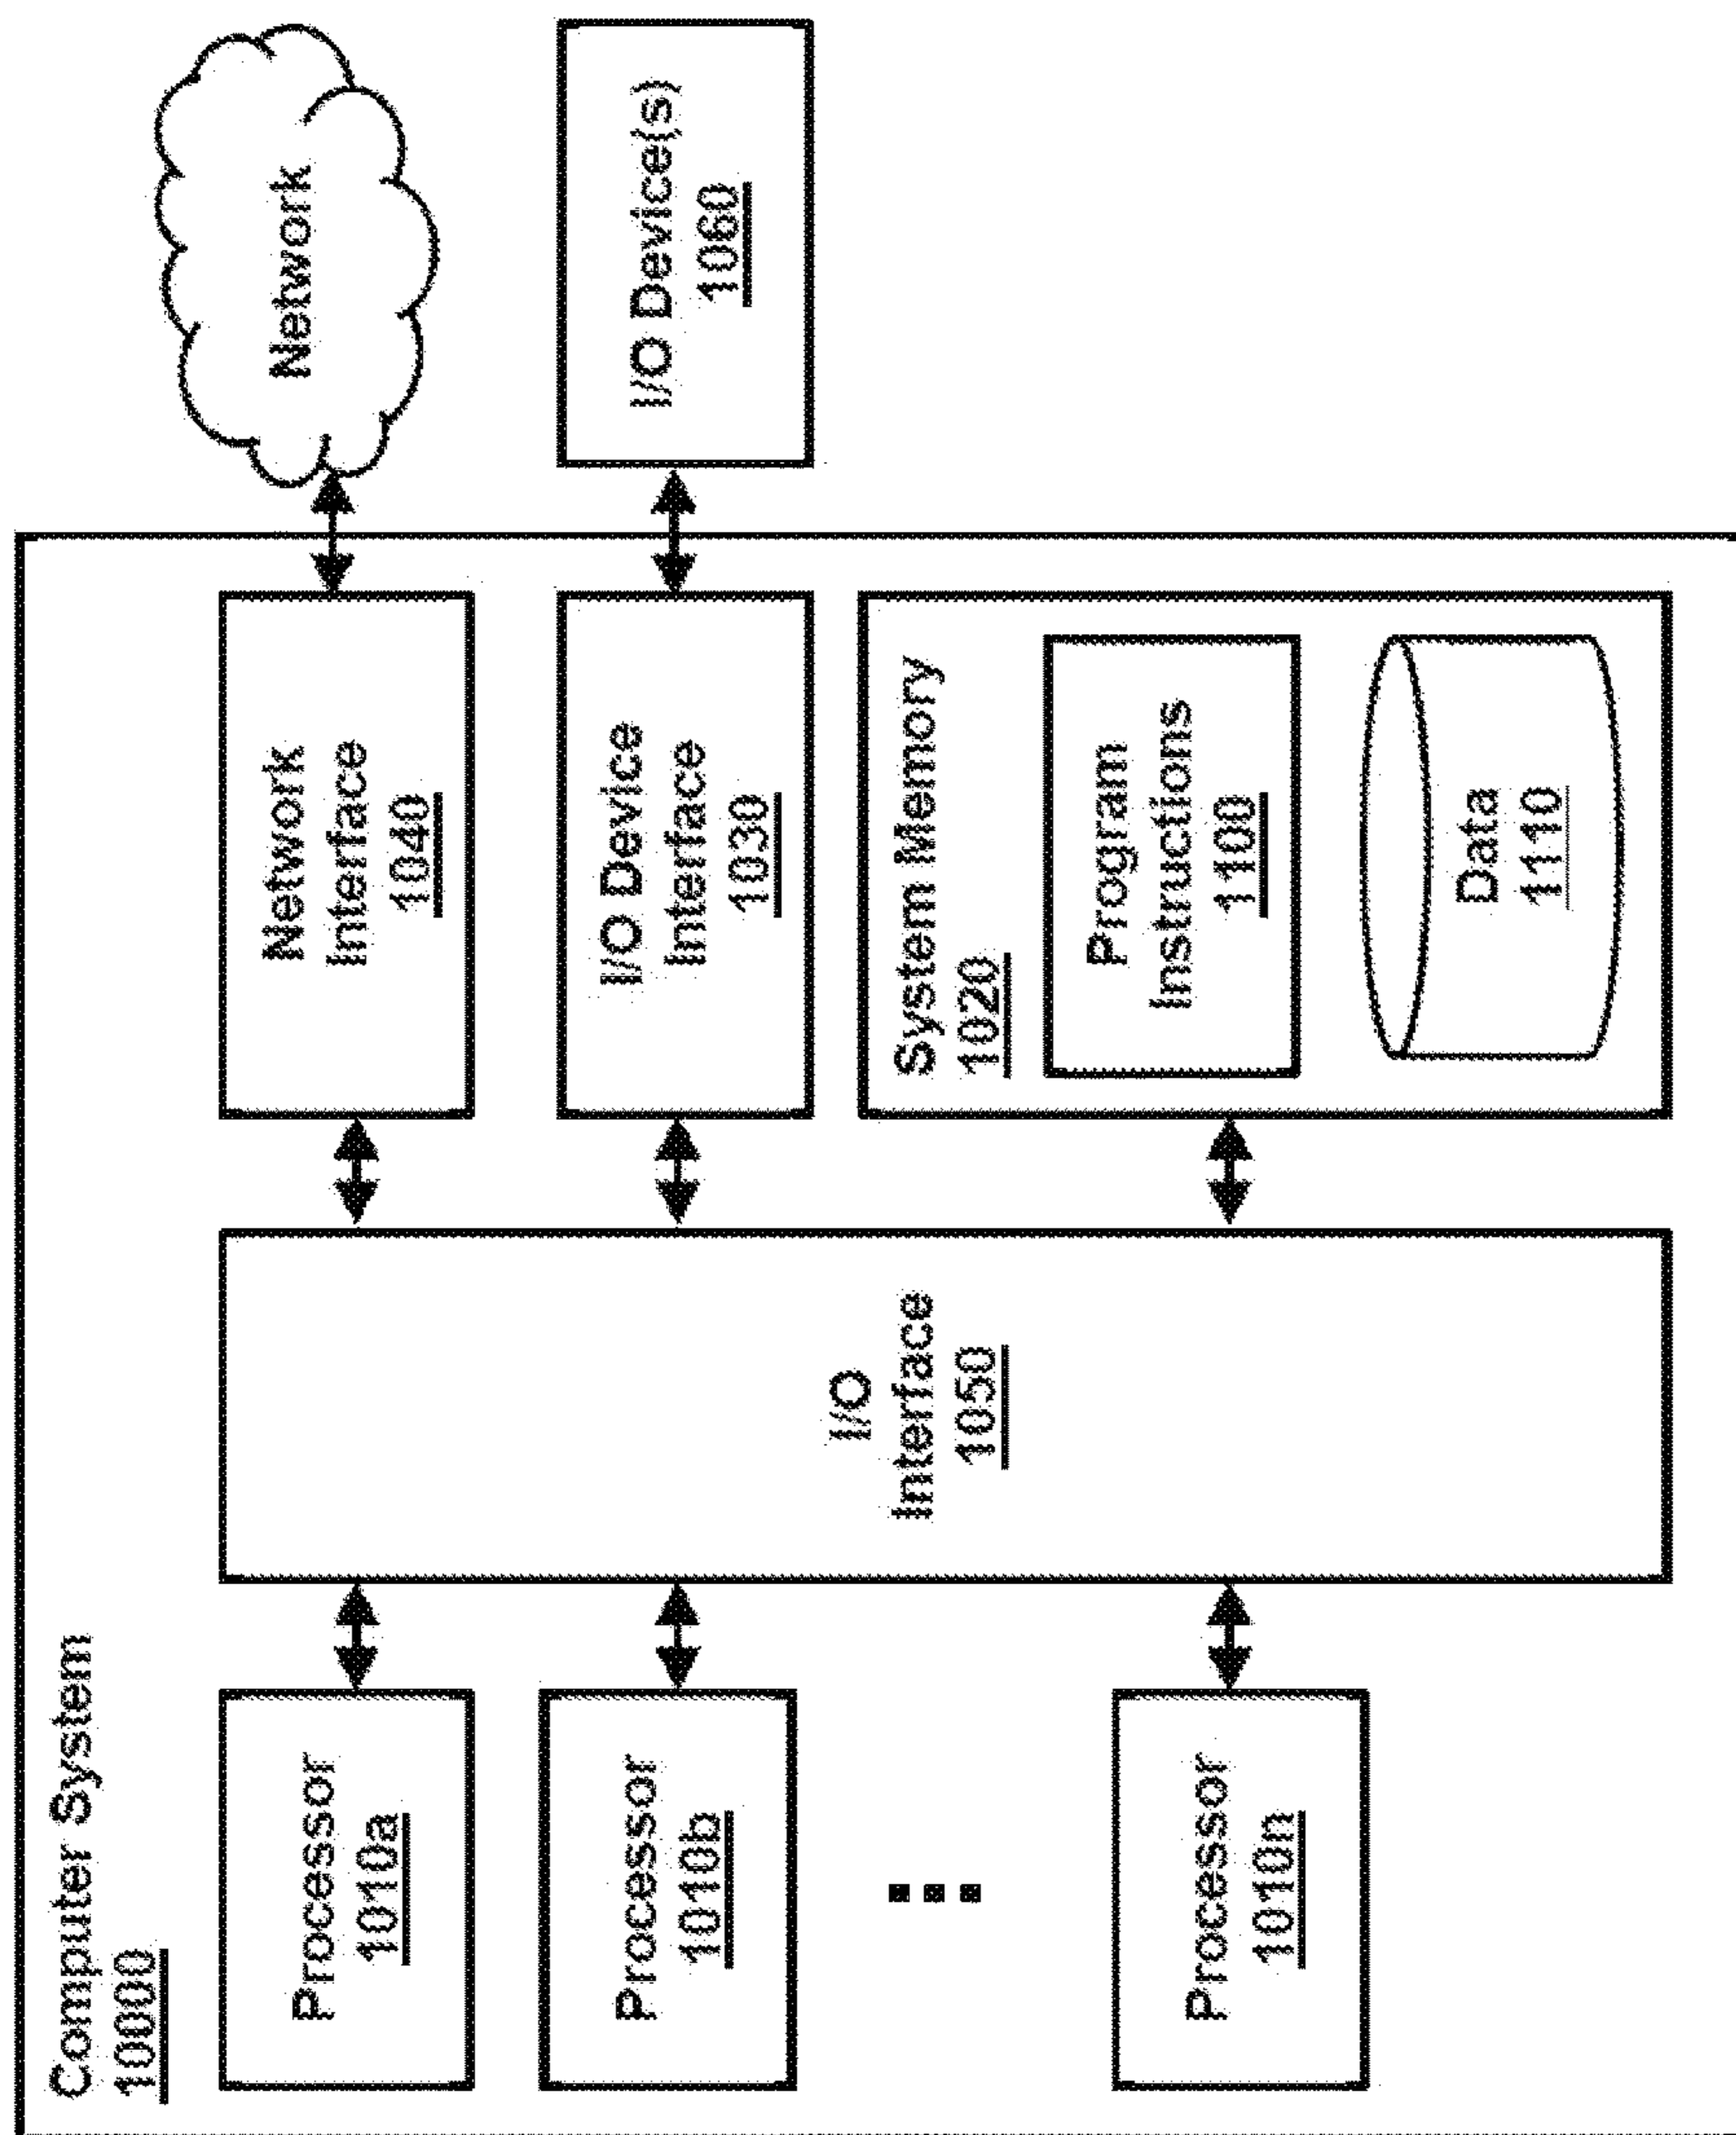 Computer System
10000
Processor
1010a
Processor
1010b
Processor
1010n
I/O
Interface
1050
Network
Interface
1040
I/O Device
Interface
1030
System Memory
1020
Program
Instructions
1100
Data
1110
Network
I/O Device(s)
1060